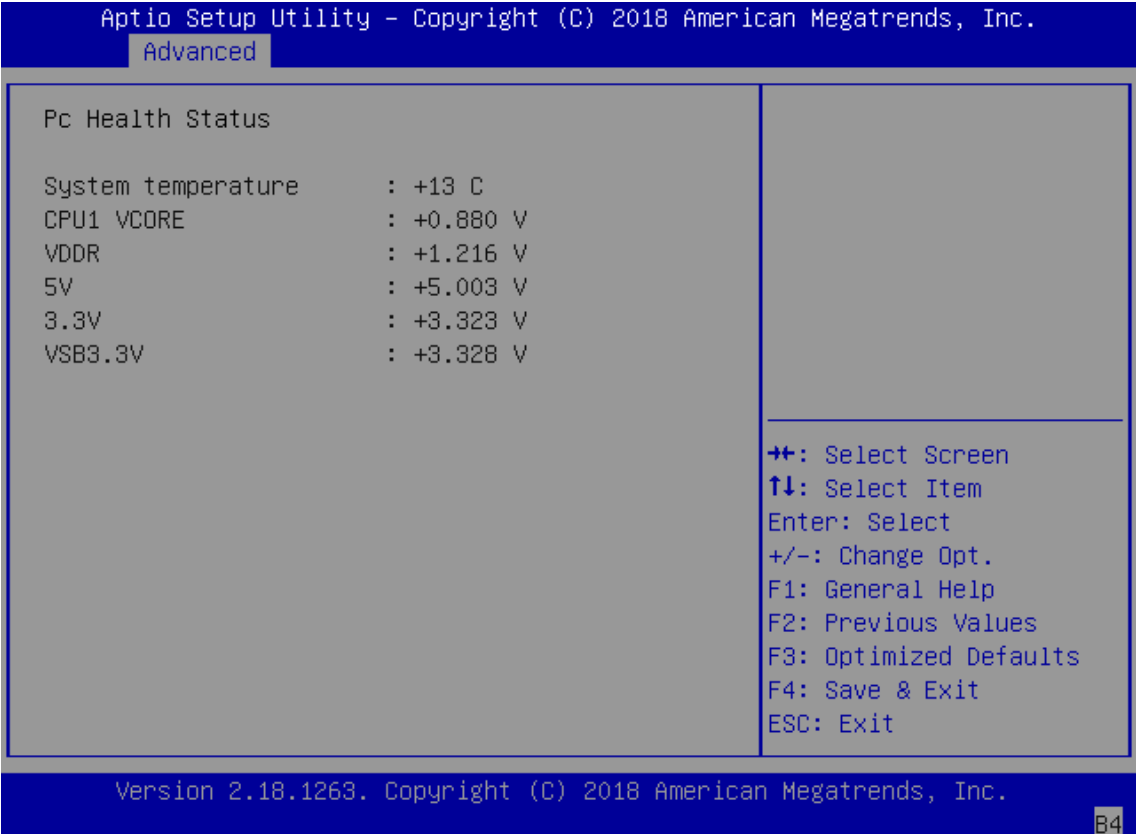 Aptio Setup Utility – Copyright (C) 2018 American Megatrends, Inc.
Advanced
Pc Health Status
System temperature : +13 C
CPU1 VCORE : +0.880 V
VDDR : +1.216 V
5V : +5.003 V
3.3V : +3.323 V
VSB3.3V : +3.328 V
→←: Select Screen
↑↓: Select Item
Enter: Select
+/-: Change Opt.
F1: General Help
F2: Previous Values
F3: Optimized Defaults
F4: Save & Exit
ESC: Exit
Version 2.18.1263. Copyright (C) 2018 American Megatrends, Inc.
B4